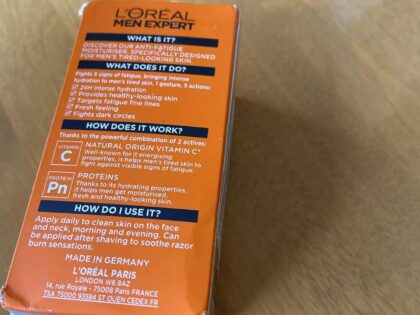 L'ORÉAL
MEN EXPERT
WHAT IS IT?
DISCOVER OUR ANTI-FATIGUE
MOISTURISER, SPECIFICALLY DESIGNED
FOR MEN'S TIRED-LOOKING SKIN.
WHAT DOES IT DO?
Fights 5 signs of fatigue, bringing intense
hydration to men's tired skin. 1 gesture, 5 actions:
24H intense hydration
Provides healthy-looking skin
Targets fatigue fine lines
Fresh feeling
Fights dark circles
HOW DOES IT WORK?
Thanks to the powerful combination of 2 actives:
VITAMIN
C
NATURAL ORIGIN VITAMIN C*
Well-known for it energising
properties, is helps men's tired skin to
fight against visible signs of fatigue.
PROTEIN
Pn
PROTEINS
Thanks to its hydrating properties,
it helps men get moisturised,
fresh and healthy-looking skin.
HOW DO I USE IT?
Apply daily to clean skin on the face
and neck, morning and evening. Can
be applied after shaving to soothe razor
burn sensations.
MADE IN GERMANY
L'ORÉAL PARIS
LONDON W6 8AZ
14, rue Royale - 75008 Paris FRANCE
TSA 75000 93584 ST OUEN CEDEX FR